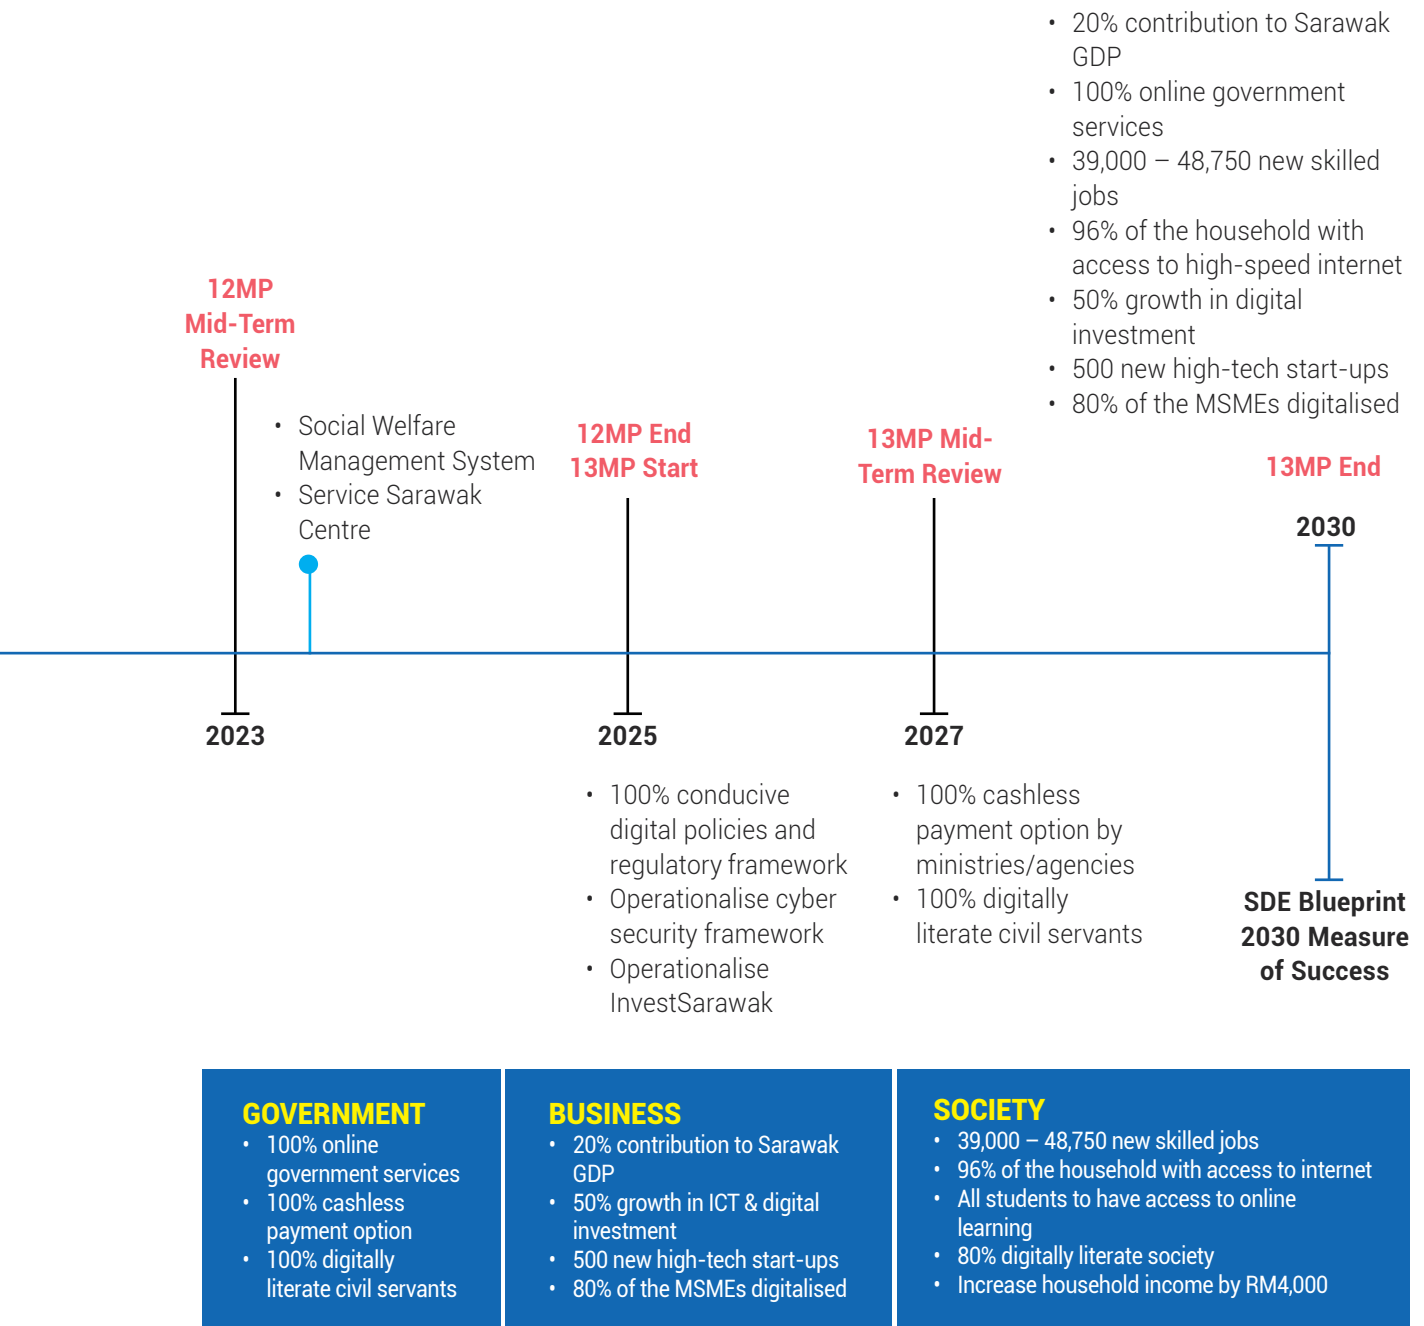 • 20% contribution to Sarawak
GDP
• 100% online government
services
• 39,000 – 48,750 new skilled
jobs
• 96% of the household with
access to high-speed internet
• 50% growth in digital
investment
• 500 new high-tech start-ups
• 80% of the MSMEs digitalised
12MP
Mid-Term
Review
• Social Welfare
Management System
• Service Sarawak
Centre
12MP End
13MP Start
13MP Mid-
Term Review
13MP End
2030
2023
2025
2027
• 100% conducive
digital policies and
regulatory framework
• Operationalise cyber
security framework
• Operationalise
InvestSarawak
• 100% cashless
payment option by
ministries/agencies
• 100% digitally
literate civil servants
SDE Blueprint
2030 Measure
of Success
GOVERNMENT
• 100% online
government services
• 100% cashless
payment option
• 100% digitally
literate civil servants
BUSINESS
• 20% contribution to Sarawak
GDP
• 50% growth in ICT & digital
investment
• 500 new high-tech start-ups
• 80% of the MSMEs digitalised
SOCIETY
• 39,000 – 48,750 new skilled jobs
• 96% of the household with access to internet
• All students to have access to online
learning
• 80% digitally literate society
• Increase household income by RM4,000